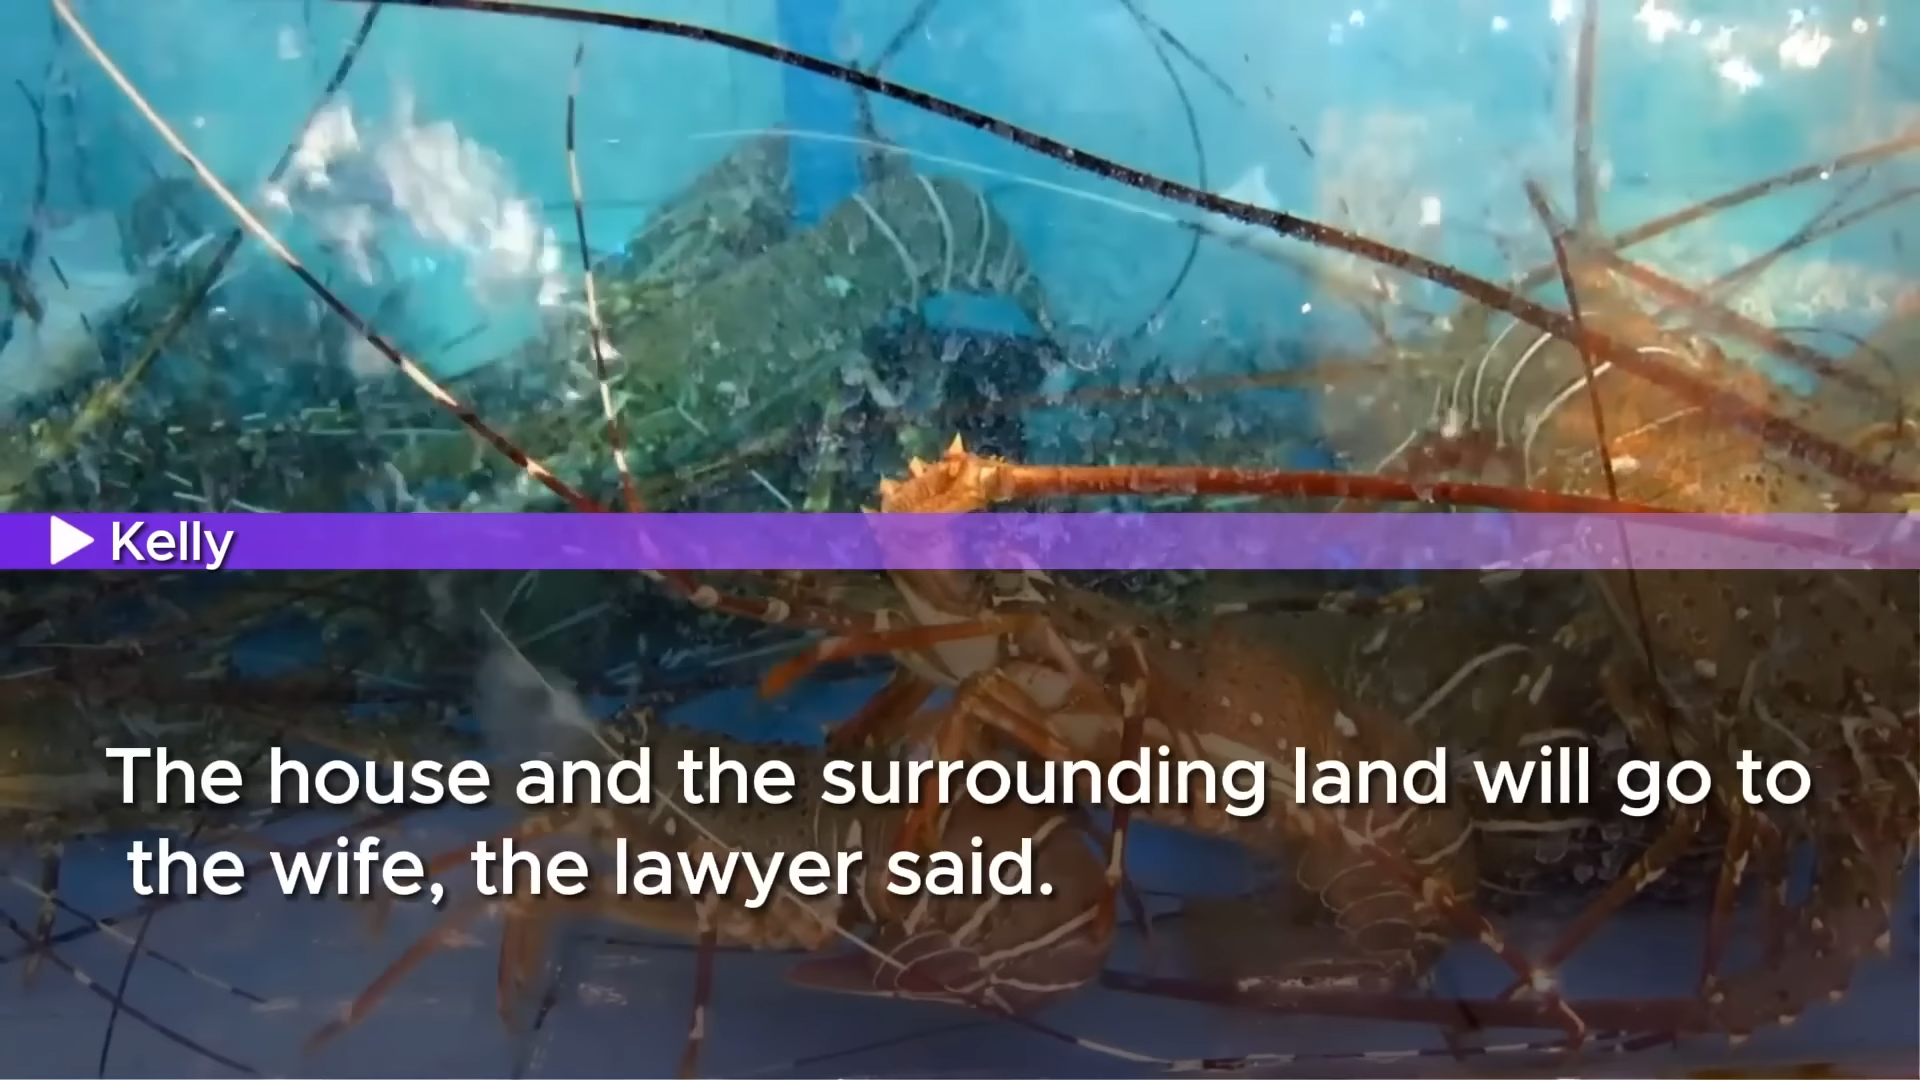 Kelly
The house and the surrounding land will go to
the wife, the lawyer said.